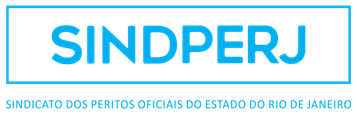 SINDPERJ
SINDICATO DOS PERITOS OFICIAIS DO ESTADO DO RIO DE JANEIRO